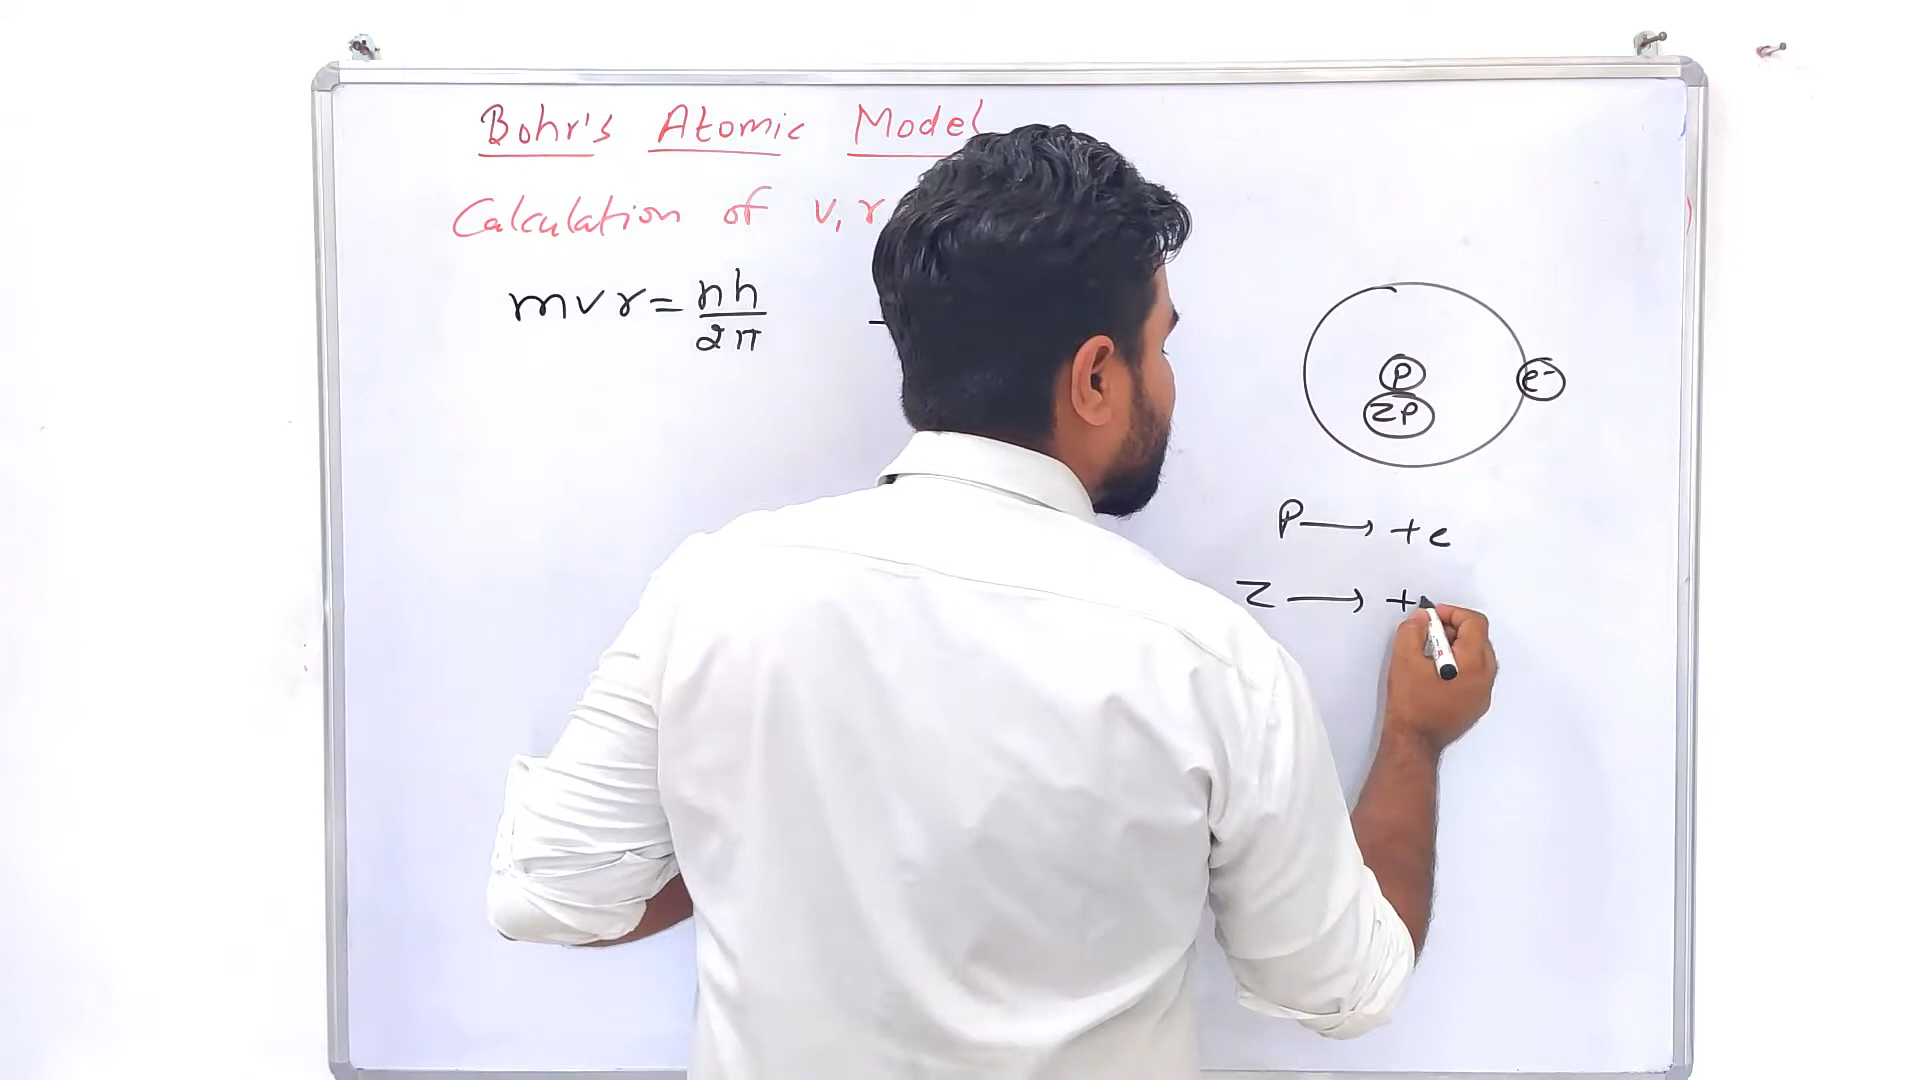 Bohr's Atomic Model
Calculation of v, r
mvr = nh/2π
P
ZP
e⁻
P ⟶ +e
Z ⟶ +